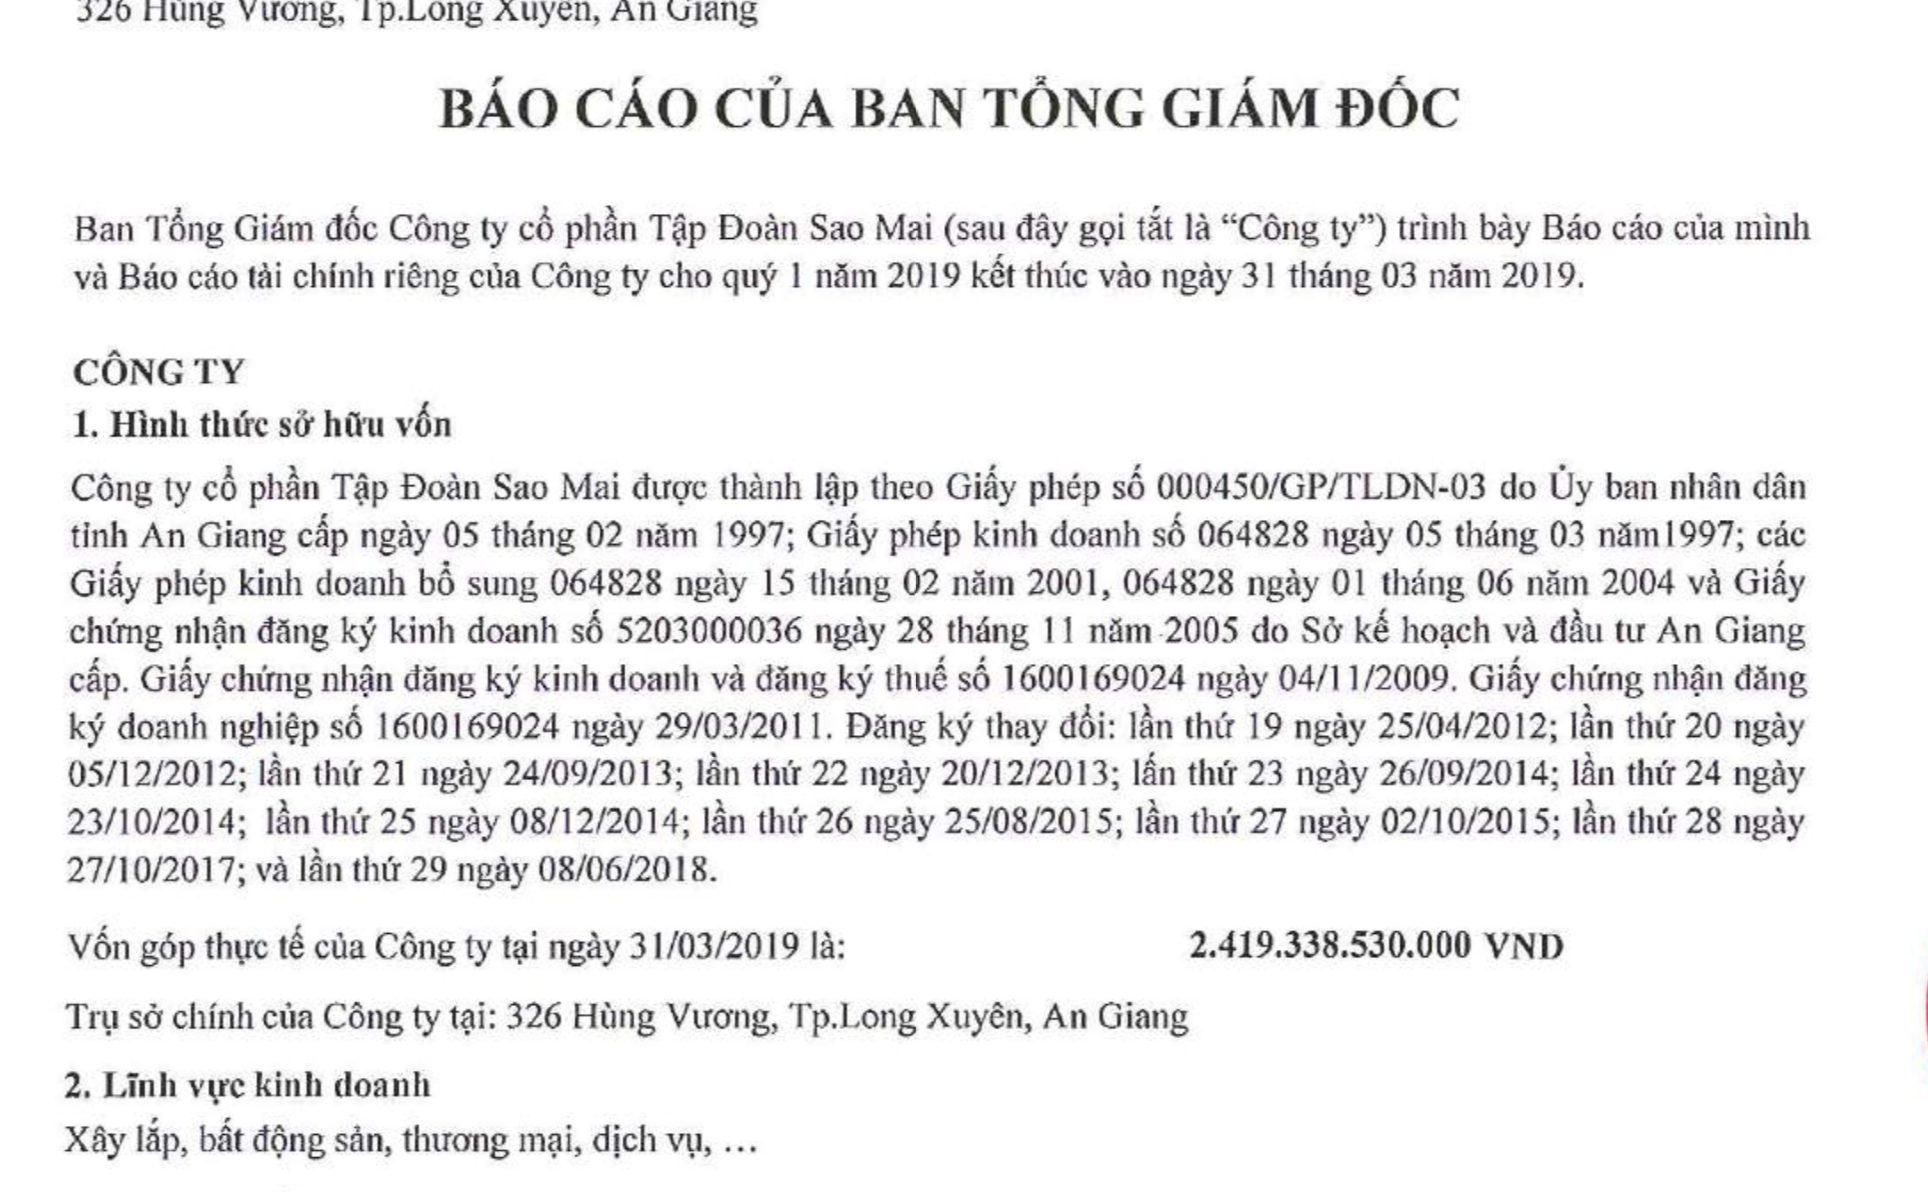 326 Hùng Vương, Tp.Long Xuyên, An Giang
BÁO CÁO CỦA BAN TỔNG GIÁM ĐỐC
Ban Tổng Giám đốc Công ty cổ phần Tập Đoàn Sao Mai (sau đây gọi tắt là “Công ty”) trình bày Báo cáo của mình
và Báo cáo tài chính riêng của Công ty cho quý 1 năm 2019 kết thúc vào ngày 31 tháng 03 năm 2019.
CÔNG TY
1. Hình thức sở hữu vốn
Công ty cổ phần Tập Đoàn Sao Mai được thành lập theo Giấy phép số 000450/GP/TLDN-03 do Ủy ban nhân dân
tỉnh An Giang cấp ngày 05 tháng 02 năm 1997; Giấy phép kinh doanh số 064828 ngày 05 tháng 03 năm1997; các
Giấy phép kinh doanh bổ sung 064828 ngày 15 tháng 02 năm 2001, 064828 ngày 01 tháng 06 năm 2004 và Giấy
chứng nhận đăng ký kinh doanh số 5203000036 ngày 28 tháng 11 năm 2005 do Sở kế hoạch và đầu tư An Giang
cấp. Giấy chứng nhận đăng ký kinh doanh và đăng ký thuế số 1600169024 ngày 04/11/2009. Giấy chứng nhận đăng
ký doanh nghiệp số 1600169024 ngày 29/03/2011. Đăng ký thay đổi: lần thứ 19 ngày 25/04/2012; lần thứ 20 ngày
05/12/2012; lần thứ 21 ngày 24/09/2013; lần thứ 22 ngày 20/12/2013; lấn thứ 23 ngày 26/09/2014; lần thứ 24 ngày
23/10/2014; lần thứ 25 ngày 08/12/2014; lần thứ 26 ngày 25/08/2015; lần thứ 27 ngày 02/10/2015; lần thứ 28 ngày
27/10/2017; và lần thứ 29 ngày 08/06/2018.
Vốn góp thực tế của Công ty tại ngày 31/03/2019 là: 2.419.338.530.000 VND
Trụ sở chính của Công ty tại: 326 Hùng Vương, Tp.Long Xuyên, An Giang
2. Lĩnh vực kinh doanh
Xây lắp, bất động sản, thương mại, dịch vụ, …